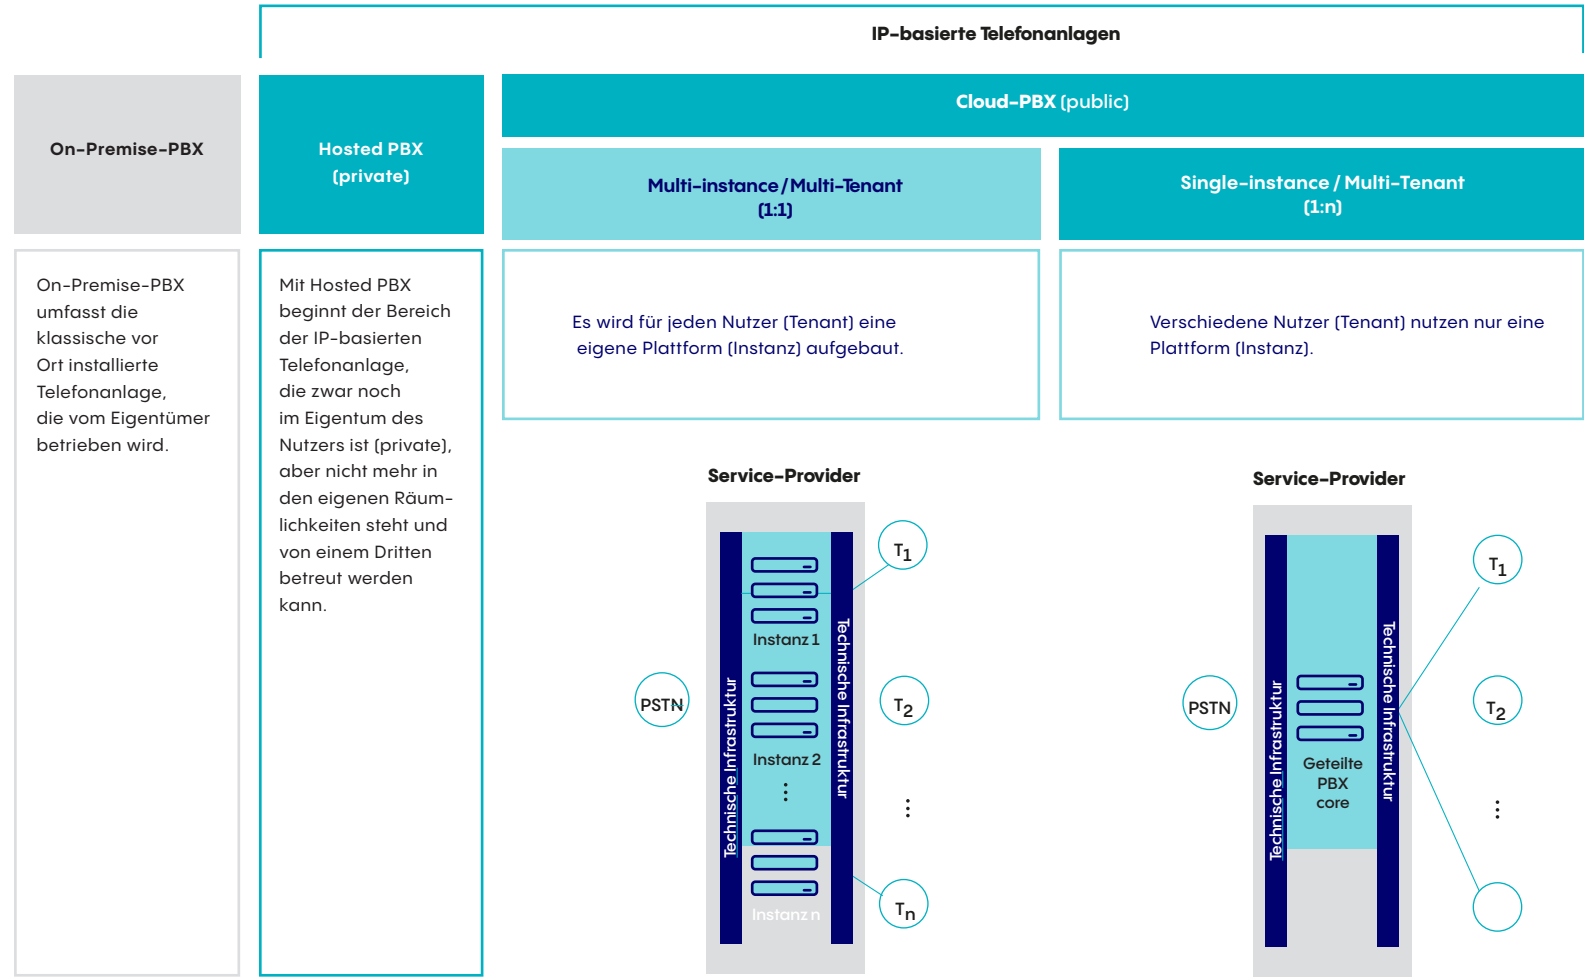 IP-basierte Telefonanlagen
On-Premise-PBX
Hosted PBX
(private)
Cloud-PBX (public)
Multi-instance / Multi-Tenant
(1:1)
Single-instance / Multi-Tenant
(1:n)
On-Premise-PBX
umfasst die
klassische vor
Ort installierte
Telefonanlage,
die vom Eigentümer
betrieben wird.
Mit Hosted PBX
beginnt der Bereich
der IP-basierten
Telefonanlage,
die zwar noch
im Eigentum des
Nutzers ist (private),
aber nicht mehr in
den eigenen Räum-
lichkeiten steht und
von einem Dritten
betreut werden
kann.
Es wird für jeden Nutzer (Tenant) eine
eigene Plattform (Instanz) aufgebaut.
Verschiedene Nutzer (Tenant) nutzen nur eine
Plattform (Instanz).
Service-Provider
PSTN
Technische Infrastruktur
Instanz 1
Instanz 2
⋮
Instanz n
Technische Infrastruktur
T1
T2
⋮
Tn
Service-Provider
PSTN
Technische Infrastruktur
Geteilte
PBX
core
Technische Infrastruktur
T1
T2
⋮